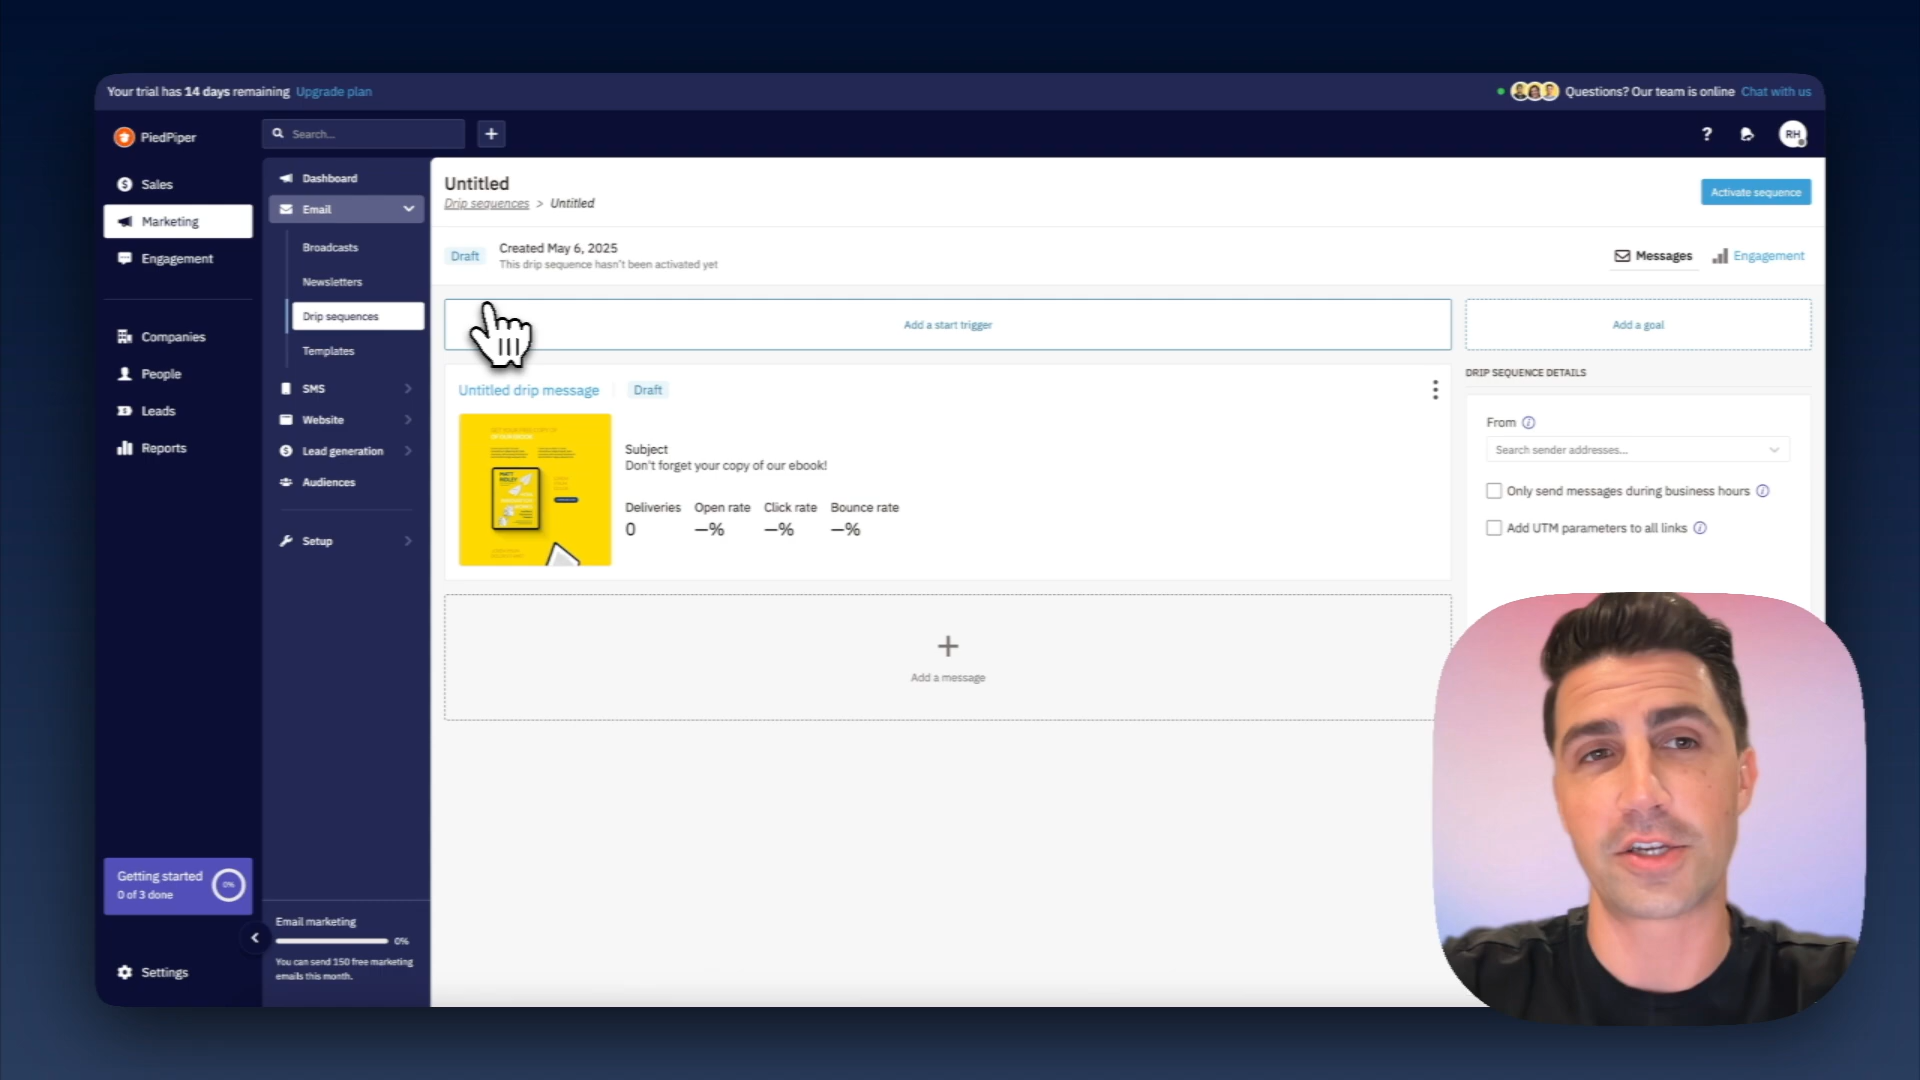 Your trial has 14 days remaining Upgrade plan
Questions? Our team is online Chat with us
PiedPiper
Search...
RH
Sales
Marketing
Engagement
Companies
People
Leads
Reports
Getting started
0 of 3 done
0%
Settings
Dashboard
Email
Broadcasts
Newsletters
Drip sequences
Templates
SMS
Website
Lead generation
Audiences
Setup
Email marketing
0%
You can send 150 free marketing
emails this month.
Untitled
Drip sequences > Untitled
Activate sequence
Draft
Created May 6, 2025
This drip sequence hasn't been activated yet
Messages
Engagement
Add a start trigger
Add a goal
Untitled drip message
Draft
Subject
Don't forget your copy of our ebook!
Deliveries Open rate Click rate Bounce rate
0 —% —% —%
Add a message
DRIP SEQUENCE DETAILS
From
Search sender addresses...
Only send messages during business hours
Add UTM parameters to all links